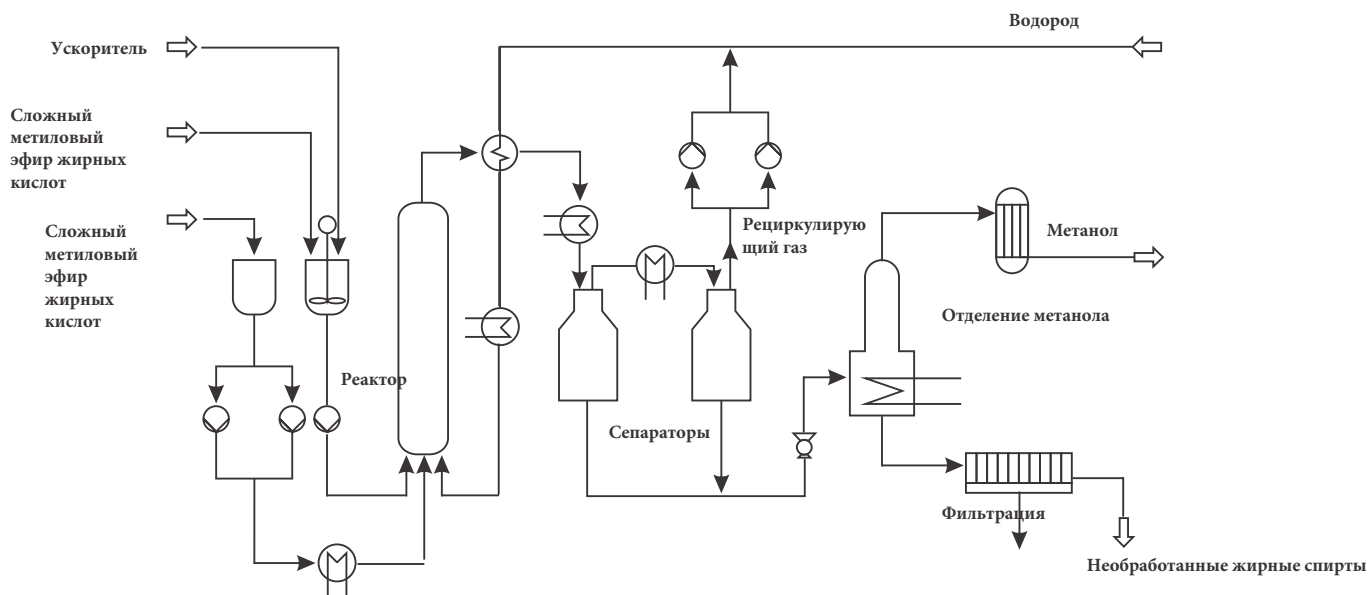 Водород
Ускоритель
Сложный
метиловый
эфир жирных
кислот
Сложный
метиловый
эфир
жирных
кислот
Рециркулирую
щий газ
Метанол
Отделение метанола
Реактор
Сепараторы
Фильтрация
Необработанные жирные спирты